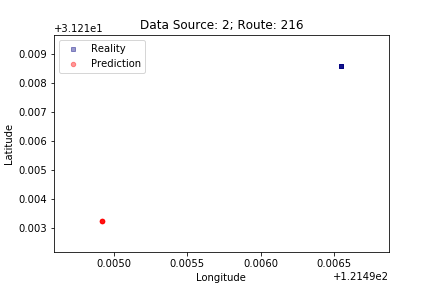 Data Source: 2; Route: 216
+3.121e1
Reality
Prediction
0.009
0.008
0.007
0.006
0.005
0.004
0.003
Latitude
0.0050 0.0055 0.0060 0.0065
Longitude
+1.2149e2